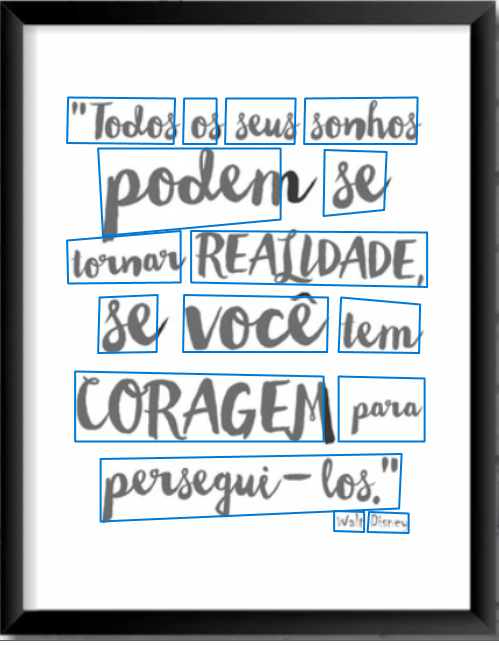 "Todos os seus sonhos
podem se
tornar REALIDADE,
se você tem
CORAGEM para
persegui-los."
Walt Disney